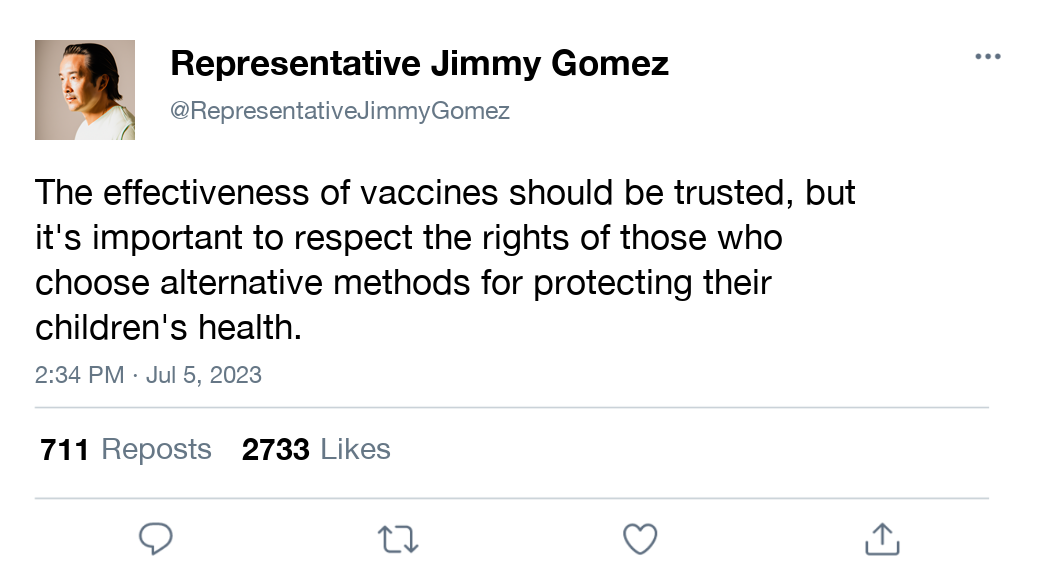 Representative Jimmy Gomez
@RepresentativeJimmyGomez
The effectiveness of vaccines should be trusted, but
it's important to respect the rights of those who
choose alternative methods for protecting their
children's health.
2:34 PM · Jul 5, 2023
711 Reposts 2733 Likes